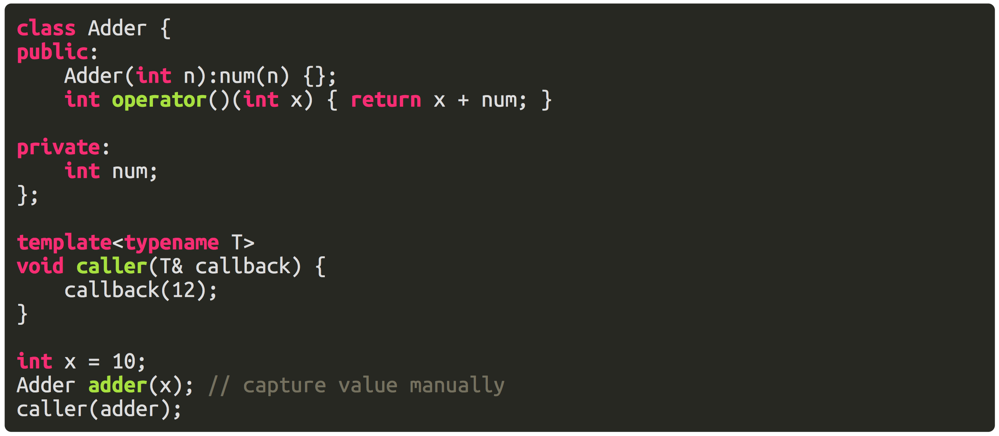 class Adder {
public:
    Adder(int n):num(n) {};
    int operator()(int x) { return x + num; }

private:
    int num;
};

template<typename T>
void caller(T& callback) {
    callback(12);
}

int x = 10;
Adder adder(x); // capture value manually
caller(adder);